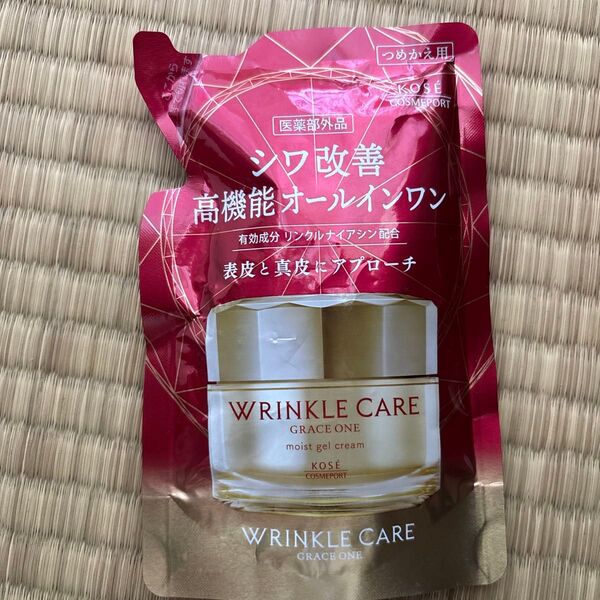 つめかえ用
KOSÉ
COSMEPORT
医薬部外品
シワ改善
高機能オールインワン
有効成分 リンクルナイアシン配合
表皮と真皮にアプローチ
WRINKLE CARE
GRACE ONE
moist gel cream
KOSÉ
COSMEPORT
WRINKLE CARE
GRACE ONE